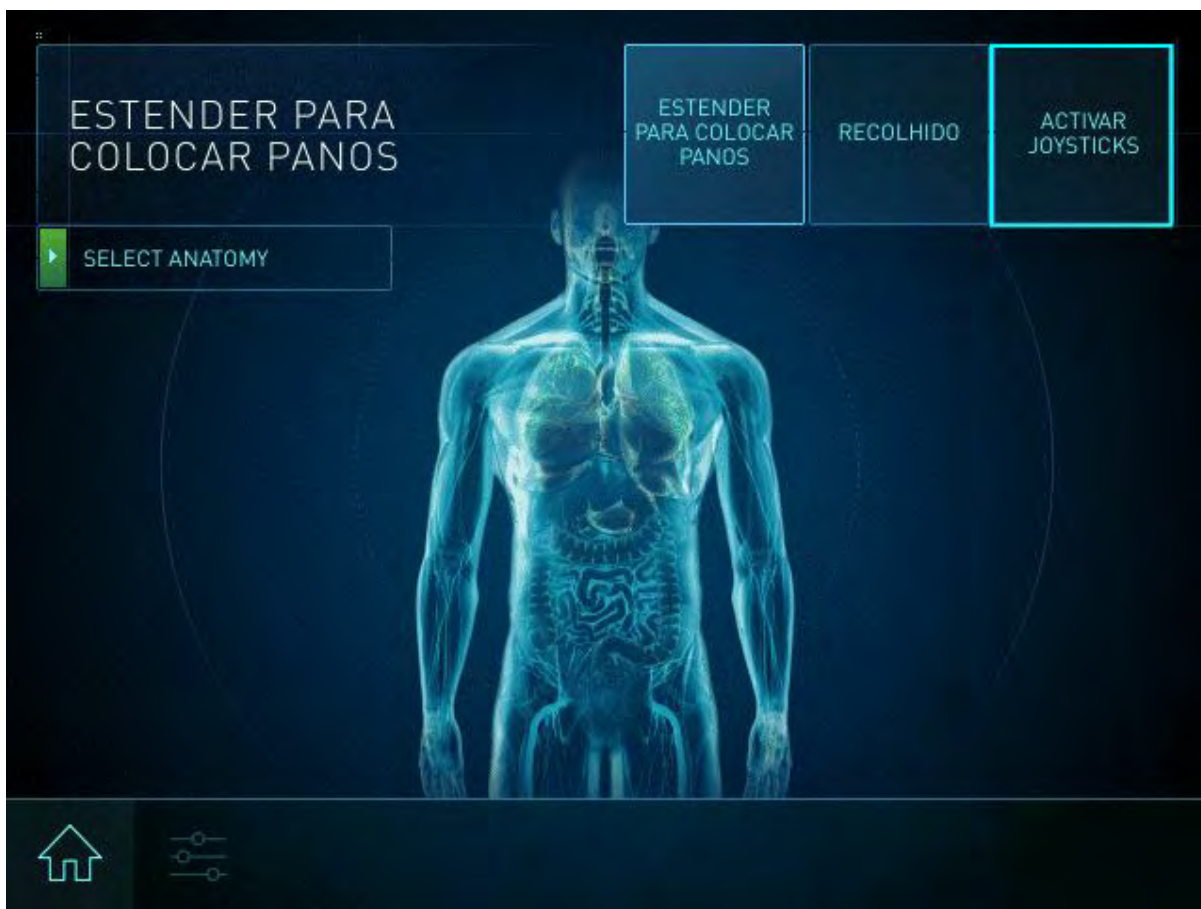 ESTENDER PARA
COLOCAR PANOS
ESTENDER
PARA COLOCAR
PANOS
RECOLHIDO
ACTIVAR
JOYSTICKS
SELECT ANATOMY